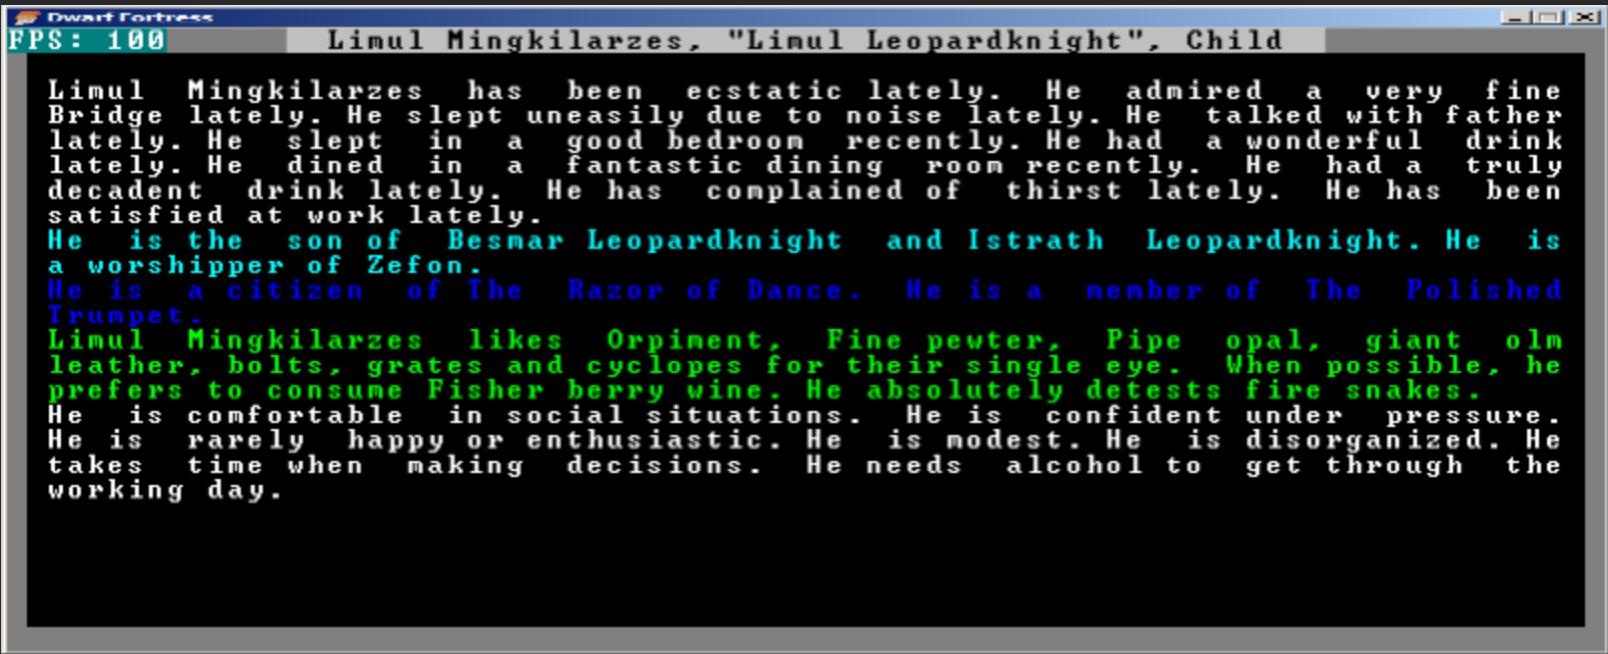 Dwarf Fortress
FPS: 100 Limul Mingkilarzes, "Limul Leopardknight", Child
Limul Mingkilarzes has been ecstatic lately. He admired a very fine
Bridge lately. He slept uneasily due to noise lately. He talked with father
lately. He slept in a good bedroom recently. He had a wonderful drink
lately. He dined in a fantastic dining room recently. He had a truly
decadent drink lately. He has complained of thirst lately. He has been
satisfied at work lately.
He is the son of Besmar Leopardknight and Istrath Leopardknight. He is
a worshipper of Zefon.
He is a citizen of The Razor of Dance. He is a member of The Polished
Trumpet.
Limul Mingkilarzes likes Orpiment, Fine pewter, Pipe opal, giant olm
leather, bolts, grates and cyclopes for their single eye. When possible, he
prefers to consume Fisher berry wine. He absolutely detests fire snakes.
He is comfortable in social situations. He is confident under pressure.
He is rarely happy or enthusiastic. He is modest. He is disorganized. He
takes time when making decisions. He needs alcohol to get through the
working day.